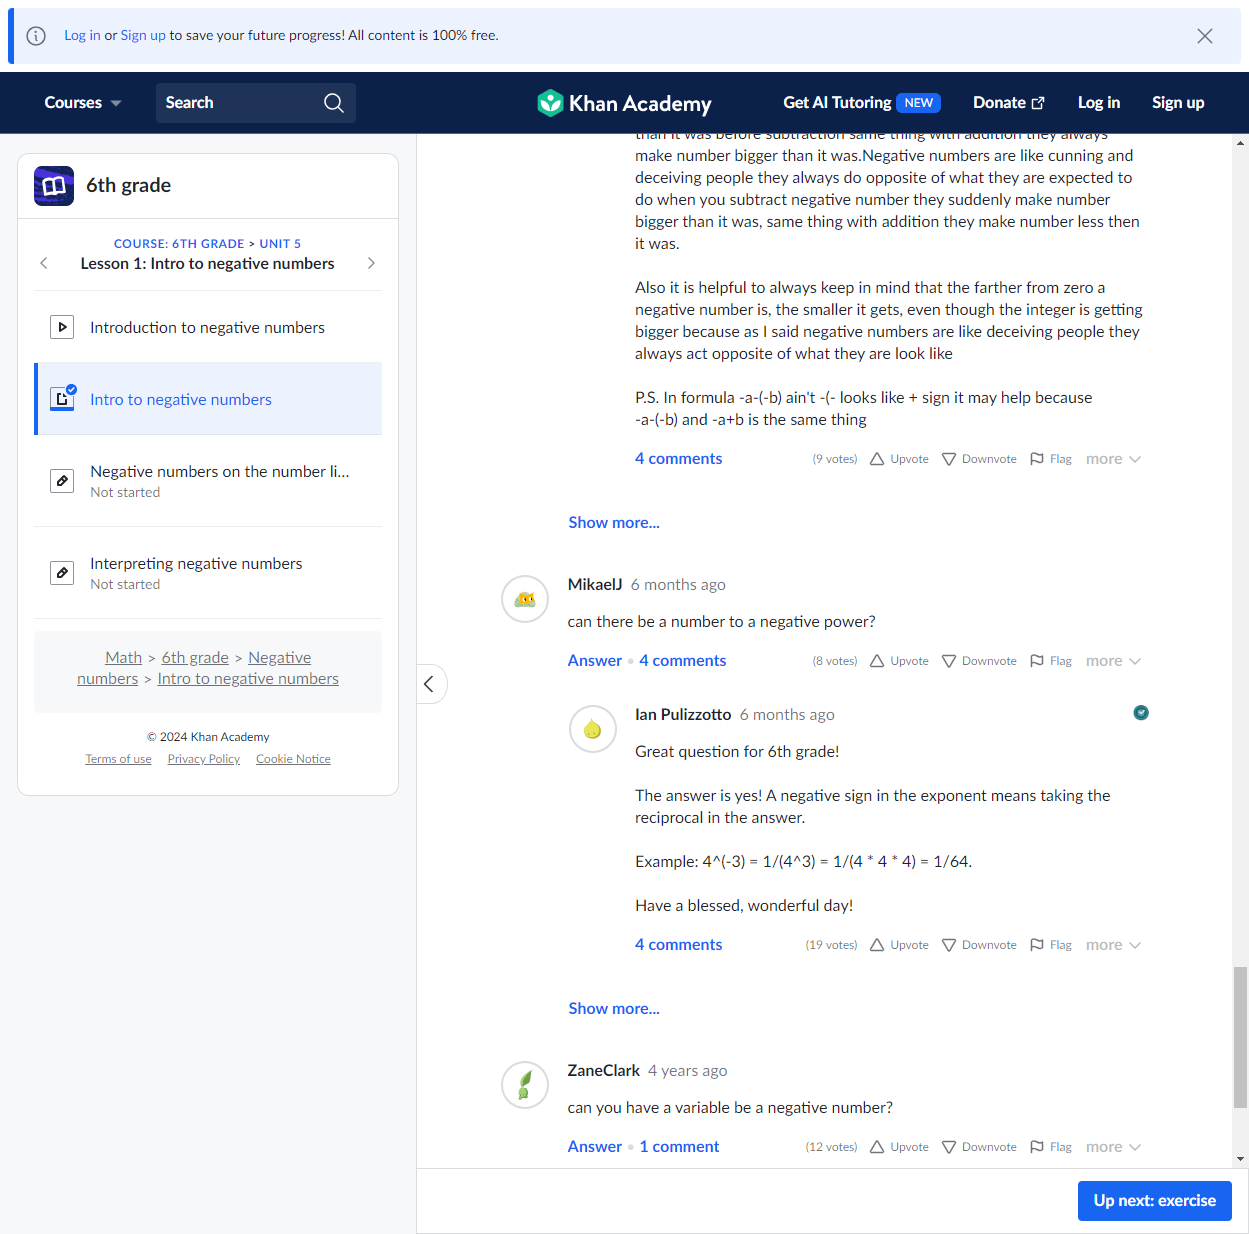 Log in or Sign up to save your future progress! All content is 100% free.
Courses
Search
Khan Academy
Get AI Tutoring NEW
Donate
Log in
Sign up
6th grade
COURSE: 6TH GRADE > UNIT 5
Lesson 1: Intro to negative numbers
Introduction to negative numbers
Intro to negative numbers
Negative numbers on the number li...
Not started
Interpreting negative numbers
Not started
Math > 6th grade > Negative
numbers > Intro to negative numbers
© 2024 Khan Academy
Terms of use Privacy Policy Cookie Notice
than it was before subtraction same thing with addition they always
make number bigger than it was.Negative numbers are like cunning and
deceiving people they always do opposite of what they are expected to
do when you subtract negative number they suddenly make number
bigger than it was, same thing with addition they make number less then
it was.
Also it is helpful to always keep in mind that the farther from zero a
negative number is, the smaller it gets, even though the integer is getting
bigger because as I said negative numbers are like deceiving people they
always act opposite of what they are look like
P.S. In formula -a-(-b) ain't -(- looks like + sign it may help because
-a-(-b) and -a+b is the same thing
4 comments (9 votes) Upvote Downvote Flag more
Show more...
MikaelJ 6 months ago
can there be a number to a negative power?
Answer • 4 comments (8 votes) Upvote Downvote Flag more
Ian Pulizzotto 6 months ago
Great question for 6th grade!
The answer is yes! A negative sign in the exponent means taking the
reciprocal in the answer.
Example: 4^(-3) = 1/(4^3) = 1/(4 * 4 * 4) = 1/64.
Have a blessed, wonderful day!
4 comments (19 votes) Upvote Downvote Flag more
Show more...
ZaneClark 4 years ago
can you have a variable be a negative number?
Answer • 1 comment (12 votes) Upvote Downvote Flag more
Up next: exercise